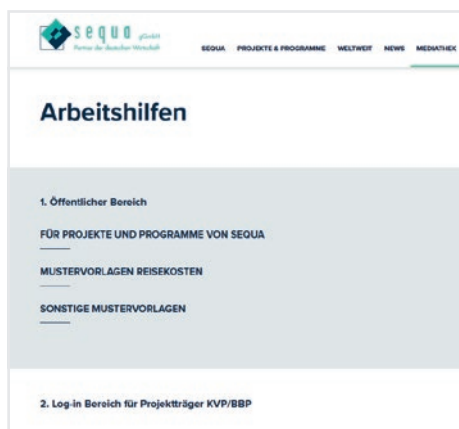 sequa gGmbH
Partner der deutschen Wirtschaft
SEQUA PROJEKTE & PROGRAMME WELTWEIT NEWS MEDIATHEK
Arbeitshilfen
1. Öffentlicher Bereich
FÜR PROJEKTE UND PROGRAMME VON SEQUA
MUSTERVORLAGEN REISEKOSTEN
SONSTIGE MUSTERVORLAGEN
2. Log-in Bereich für Projektträger KVP/BBP